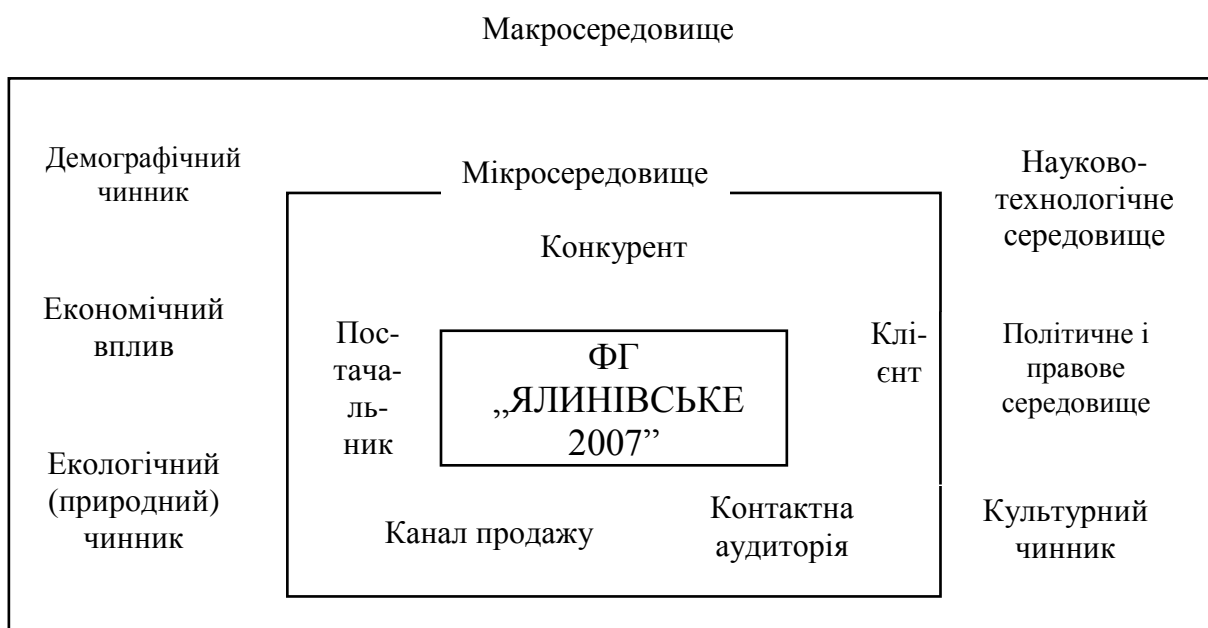 Макросередовище
Демографічний
чинник
Економічний
вплив
Екологічний
(природний)
чинник
Мікросередовище
Конкурент
Пос-
тача-
ль-
ник
ФГ
„ЯЛИНІВСЬКЕ
2007”
Клі-
єнт
Канал продажу
Контактна
аудиторія
Науково-
технологічне
середовище
Політичне і
правове
середовище
Культурний
чинник